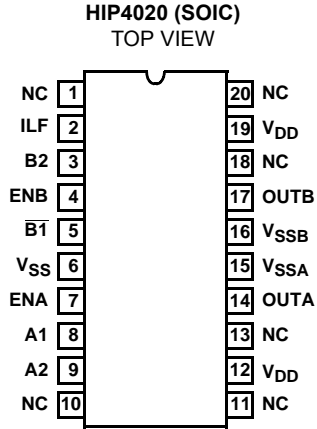 HIP4020 (SOIC)
TOP VIEW
NC 1 20 NC
ILF 2 19 VDD
B2 3 18 NC
ENB 4 17 OUTB
B̅1̅ 5 16 VSSB
VSS 6 15 VSSA
ENA 7 14 OUTA
A1 8 13 NC
A2 9 12 VDD
NC 10 11 NC